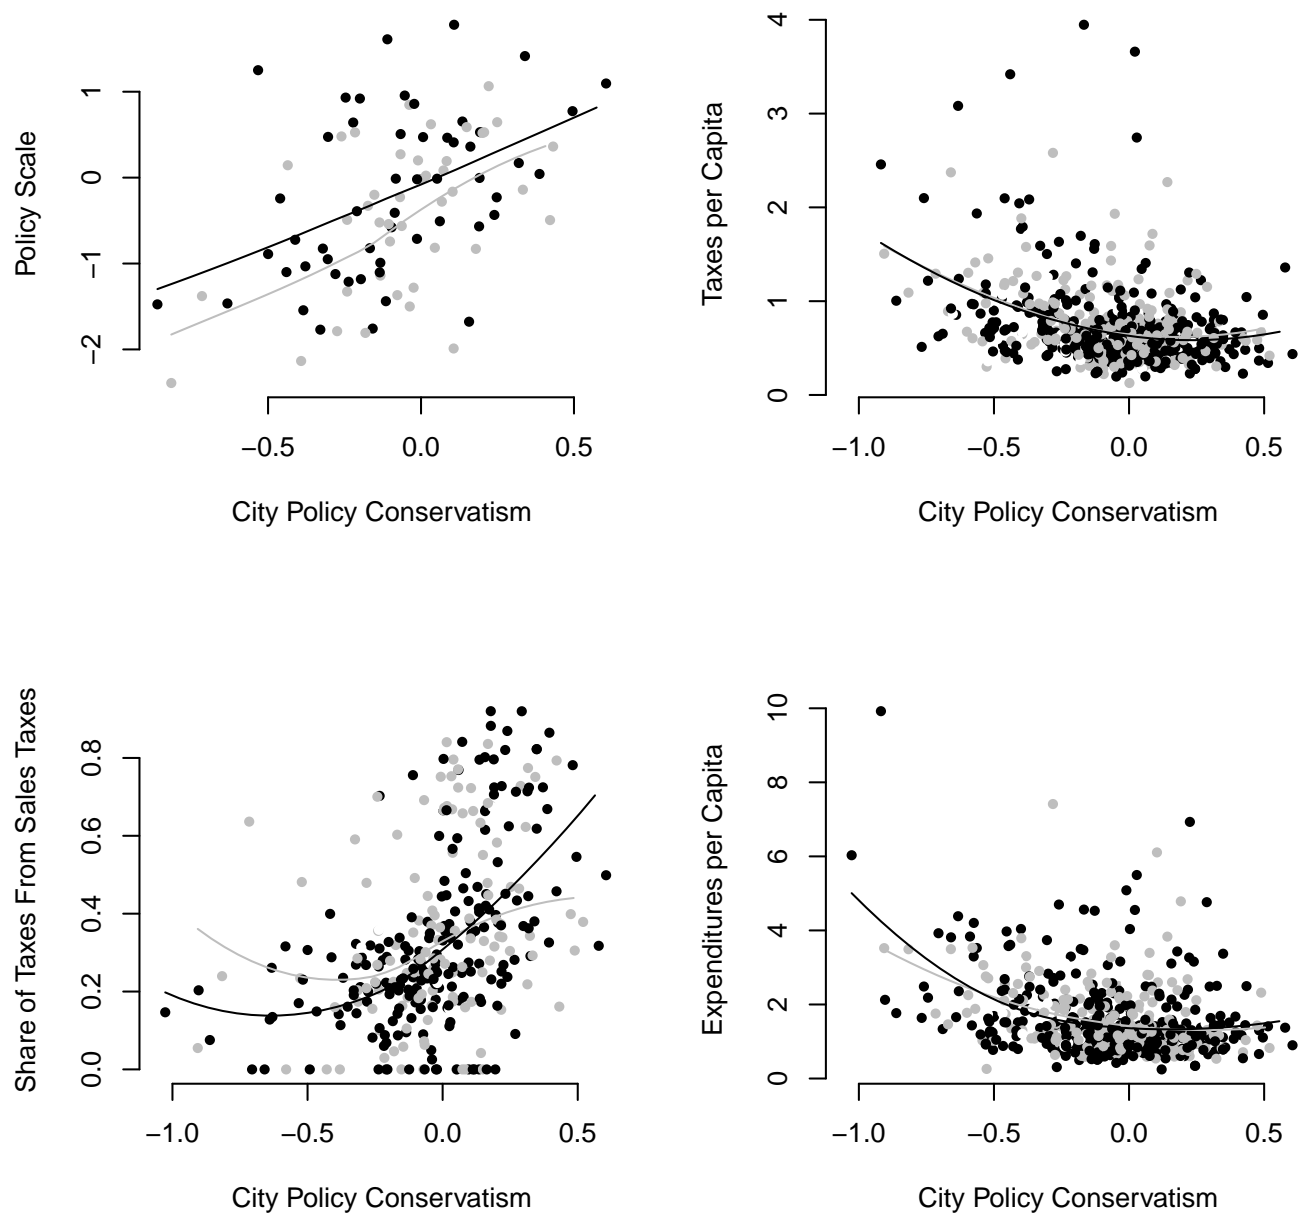 Policy Scale
1
0
−1
−2
−0.5 0.0 0.5
City Policy Conservatism
Taxes per Capita
4
3
2
1
0
−1.0 −0.5 0.0 0.5
City Policy Conservatism
Share of Taxes From Sales Taxes
0.8
0.6
0.4
0.2
0.0
−1.0 −0.5 0.0 0.5
City Policy Conservatism
Expenditures per Capita
10
8
6
4
2
0
−1.0 −0.5 0.0 0.5
City Policy Conservatism